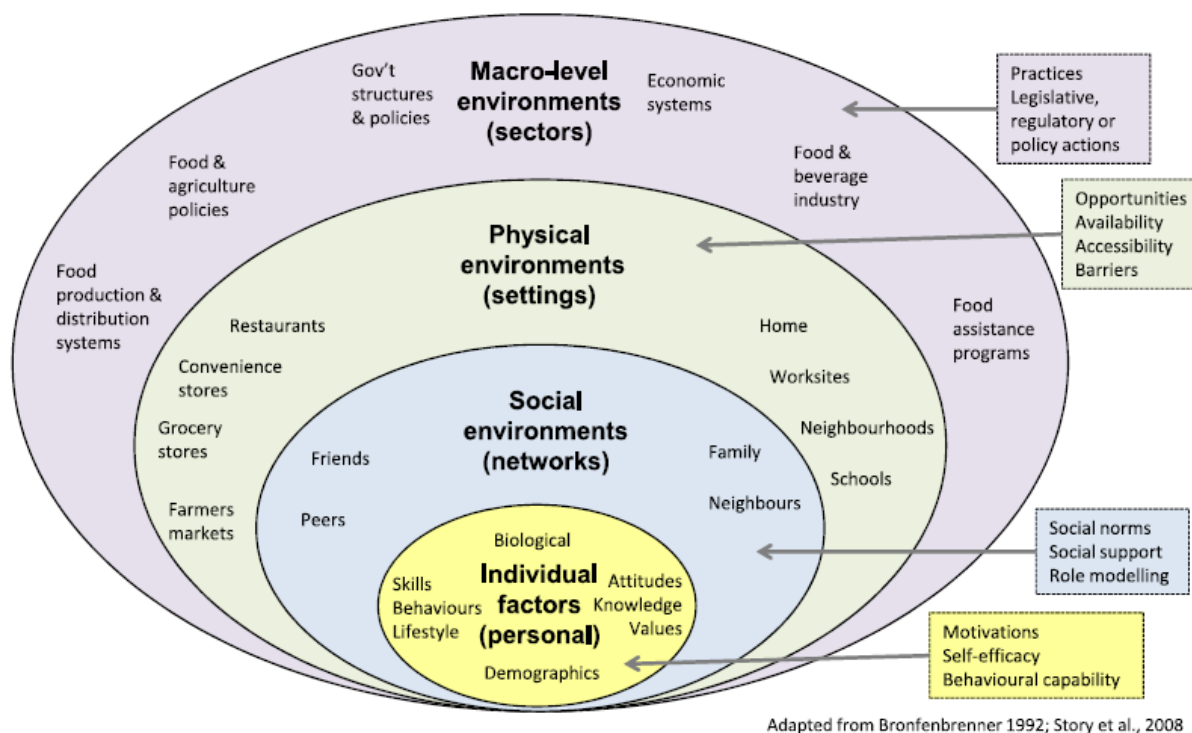 Gov't
structures
& policies
Macro-level
environments
(sectors)
Economic
systems
Practices
Legislative,
regulatory or
policy actions
Food &
agriculture
policies
Food &
beverage
industry
Opportunities
Availability
Accessibility
Barriers
Physical
environments
(settings)
Food
production &
distribution
systems
Food
assistance
programs
Restaurants
Convenience
stores
Grocery
stores
Farmers
markets
Home
Worksites
Neighbourhoods
Schools
Social
environments
(networks)
Friends
Peers
Family
Neighbours
Social norms
Social support
Role modelling
Biological
Skills
Behaviours
Lifestyle
Individual
factors
(personal)
Attitudes
Knowledge
Values
Demographics
Motivations
Self-efficacy
Behavioural capability
Adapted from Bronfenbrenner 1992; Story et al., 2008